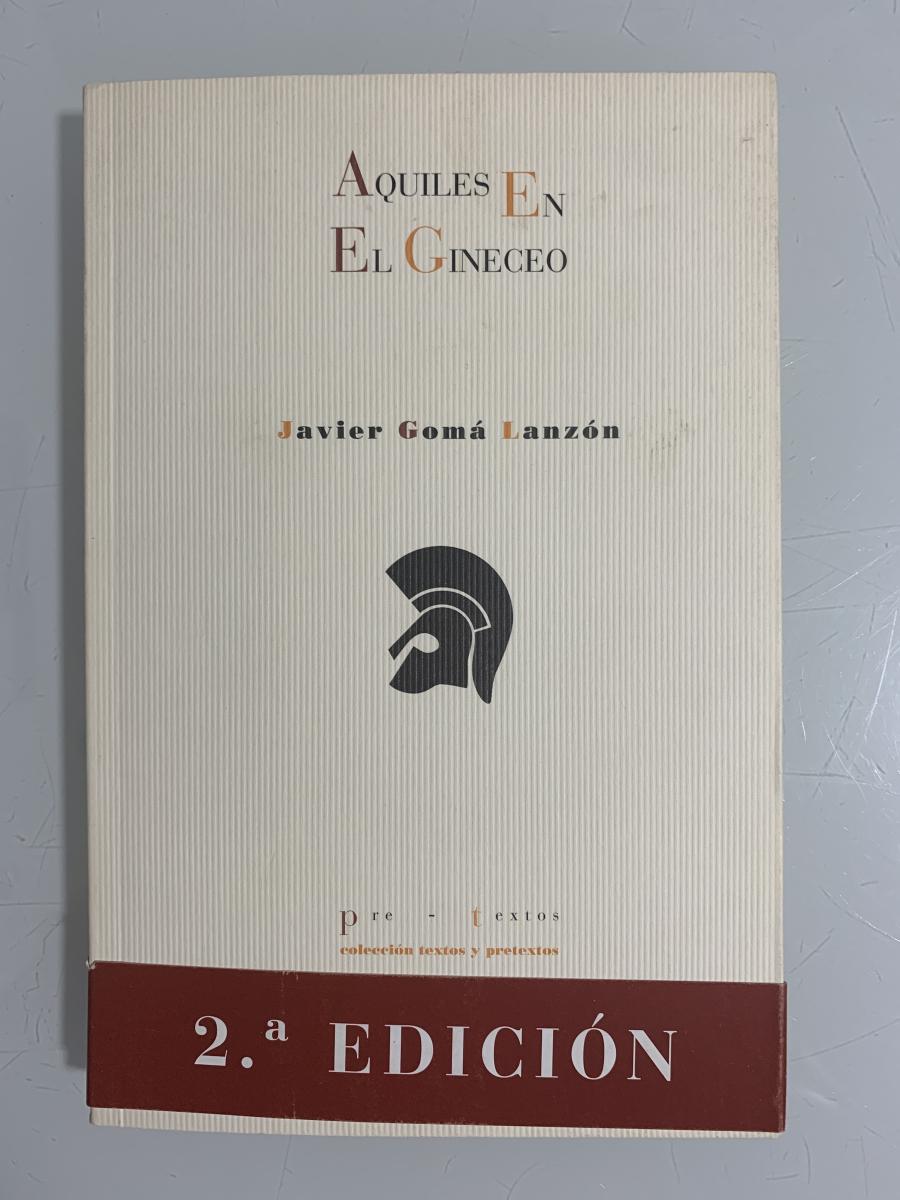 AQUILES EN
EL GINECEO
Javier Gomá Lanzón
pre-textos
colección textos y pretextos
2.ª EDICIÓN